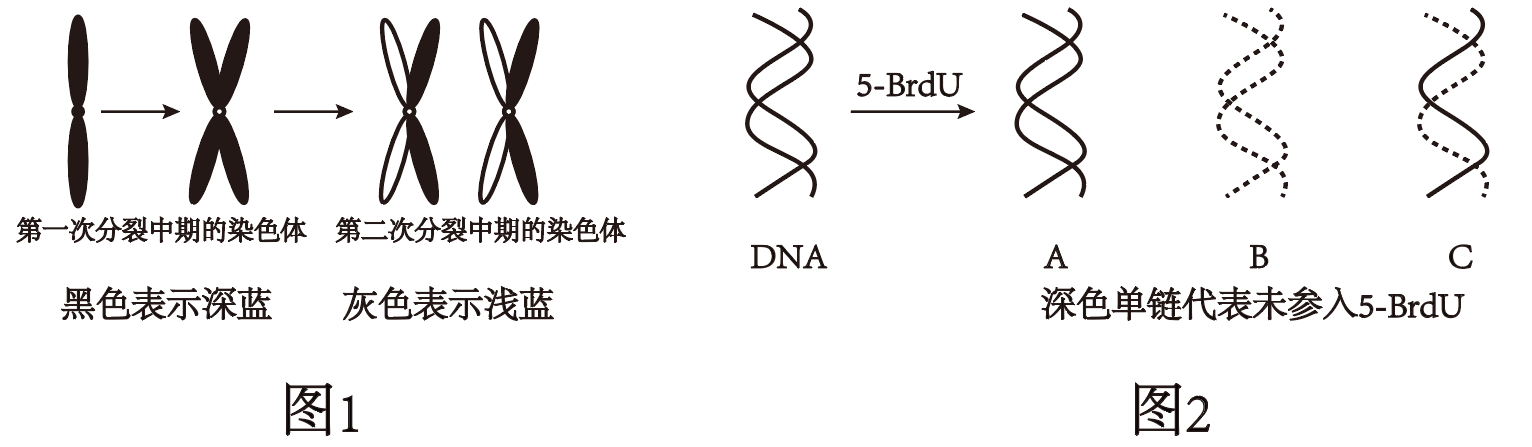 第一次分裂中期的染色体
第二次分裂中期的染色体
黑色表示深蓝
灰色表示浅蓝
图1
5-BrdU
DNA
A
B
C
深色单链代表未参入5-BrdU
图2